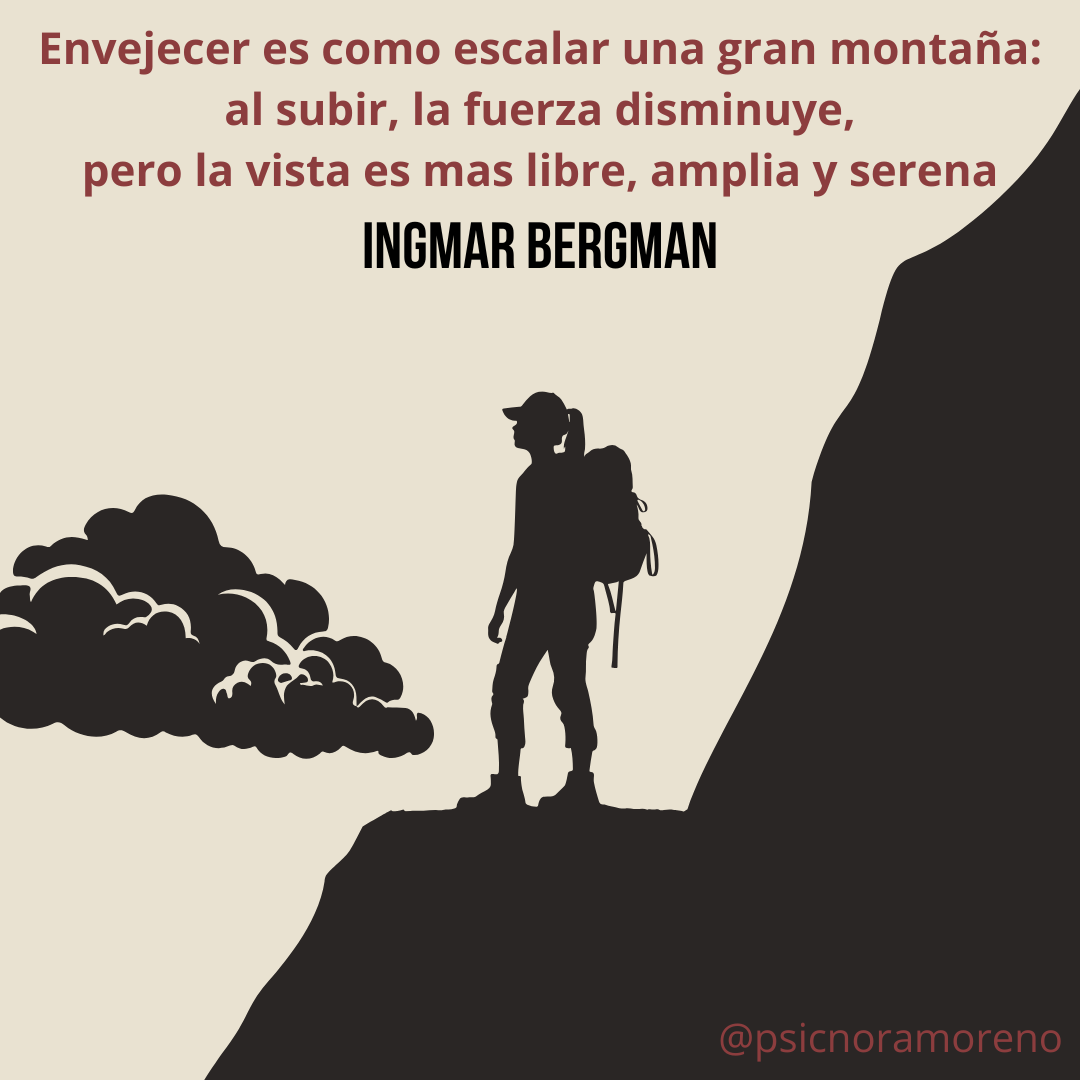 Envejecer es como escalar una gran montaña:
al subir, la fuerza disminuye,
pero la vista es mas libre, amplia y serena
INGMAR BERGMAN
@psicnoramoreno